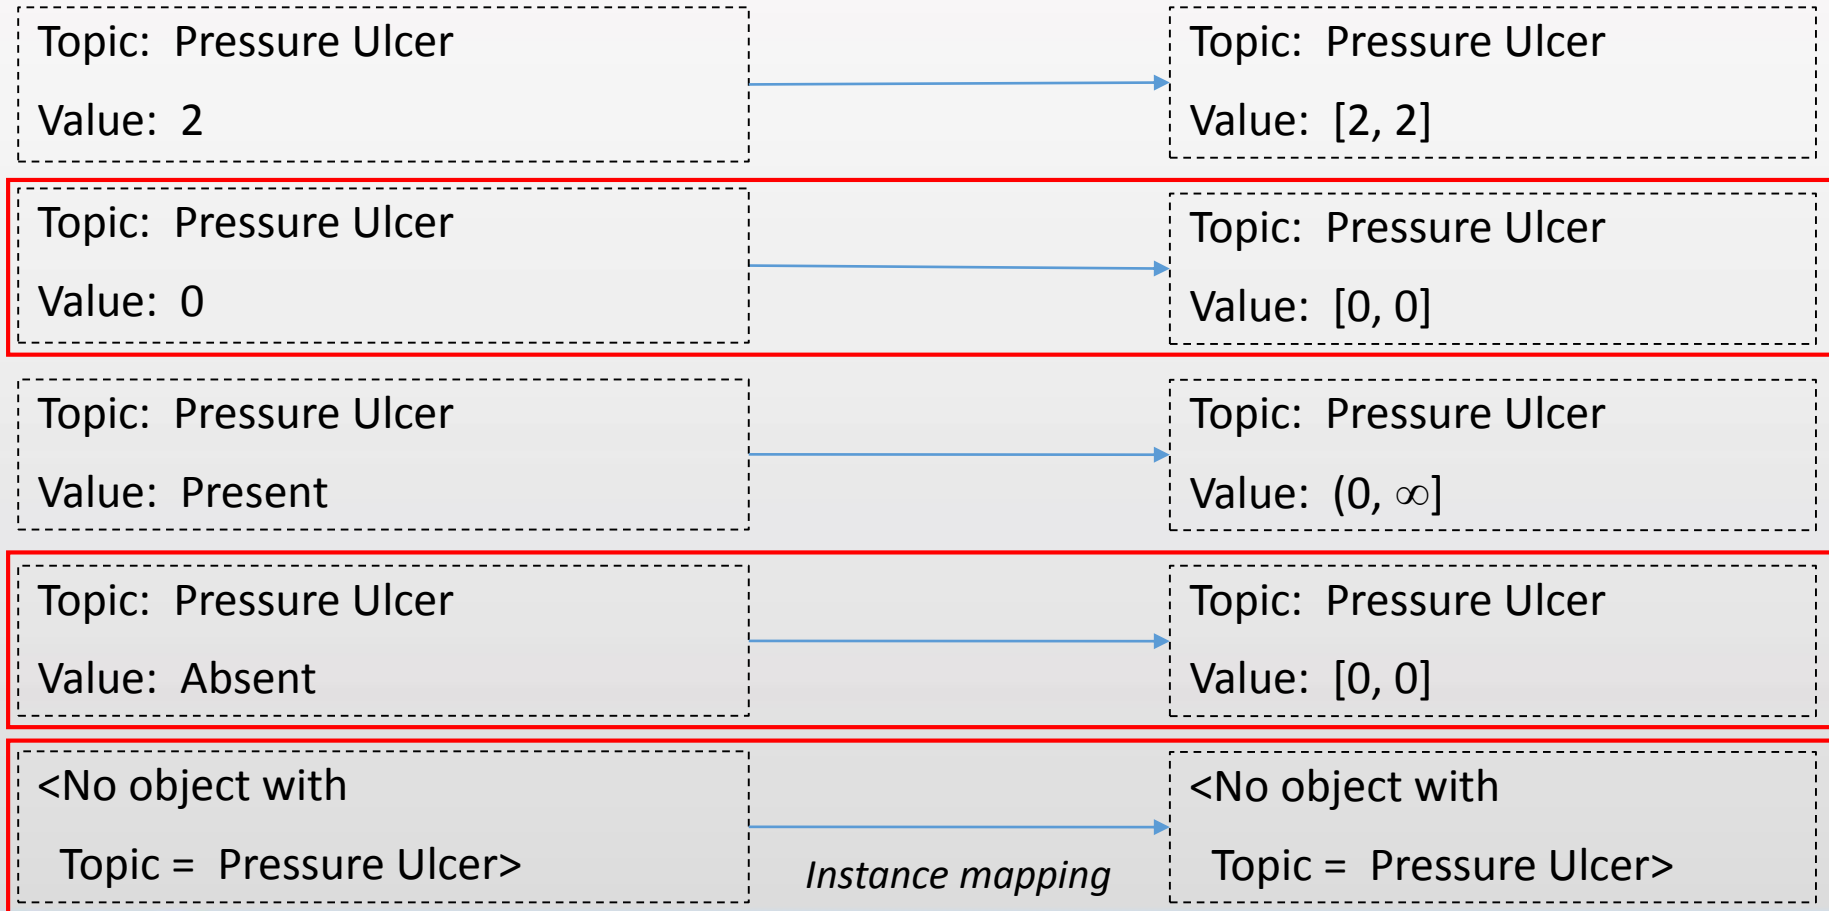 Topic: Pressure Ulcer
Value: 2
Topic: Pressure Ulcer
Value: [2, 2]
Topic: Pressure Ulcer
Value: 0
Topic: Pressure Ulcer
Value: [0, 0]
Topic: Pressure Ulcer
Value: Present
Topic: Pressure Ulcer
Value: (0, ∞]
Topic: Pressure Ulcer
Value: Absent
Topic: Pressure Ulcer
Value: [0, 0]
<No object with
Topic = Pressure Ulcer>
Instance mapping
<No object with
Topic = Pressure Ulcer>